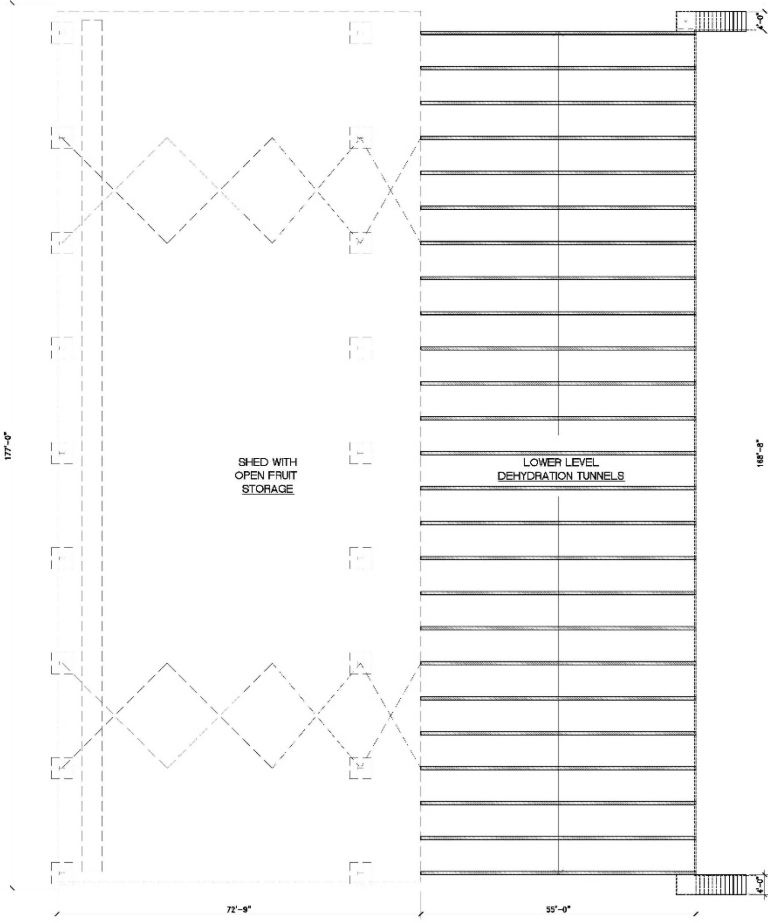 4'-0"
177'-0"
SHED WITH
OPEN FRUIT
STORAGE
LOWER LEVEL
DEHYDRATION TUNNELS
168'-8"
4'-0"
72'-9"
55'-0"